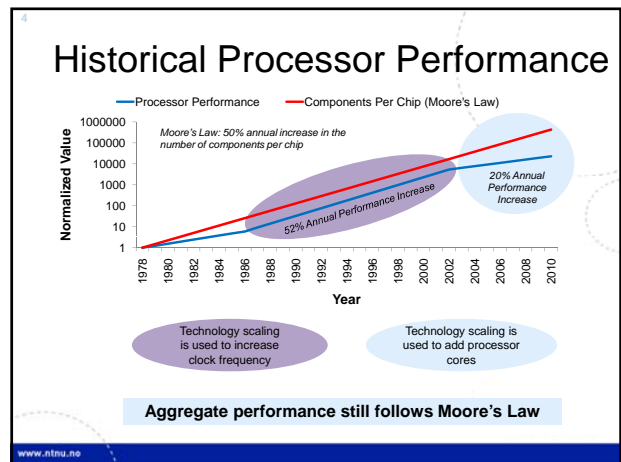 4
Historical Processor Performance
Processor Performance
Components Per Chip (Moore's Law)
Moore's Law: 50% annual increase in the
number of components per chip
Normalized Value
1000000
100000
10000
1000
100
10
1
52% Annual Performance Increase
20% Annual
Performance
Increase
1978
1980
1982
1984
1986
1988
1990
1992
1994
1996
1998
2000
2002
2004
2006
2008
2010
Year
Technology scaling
is used to increase
clock frequency
Technology scaling is
used to add processor
cores
Aggregate performance still follows Moore's Law
www.ntnu.no